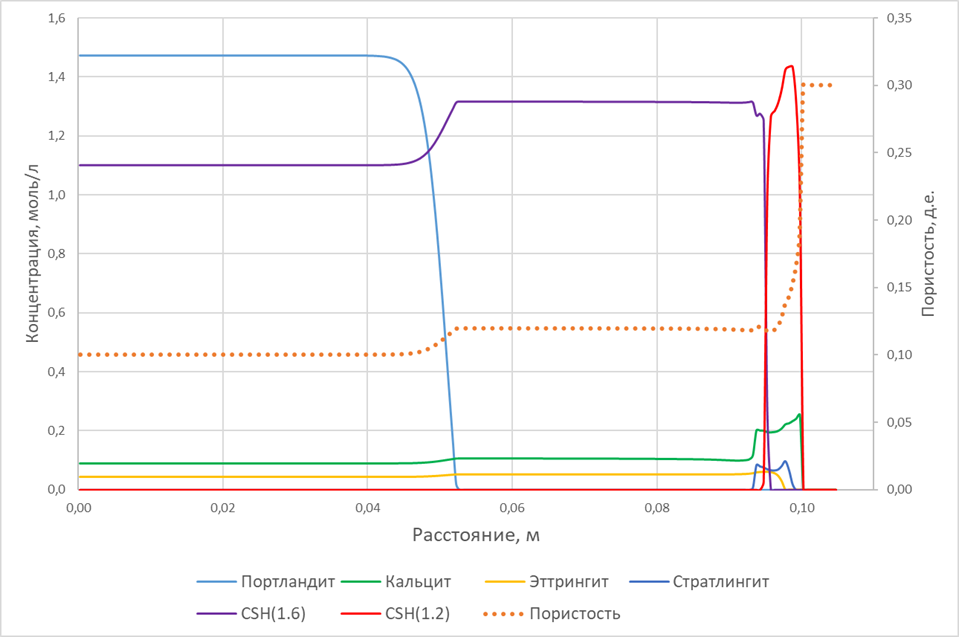 1,6
1,4
1,2
1,0
0,8
0,6
0,4
0,2
0,0
Концентрация, моль/л
0,35
0,30
0,25
0,20
0,15
0,10
0,05
0,00
Пористость, д.е.
0,00 0,02 0,04 0,06 0,08 0,10
Расстояние, м
Портландит Кальцит Эттрингит Стратлингит
CSH(1.6) CSH(1.2) Пористость